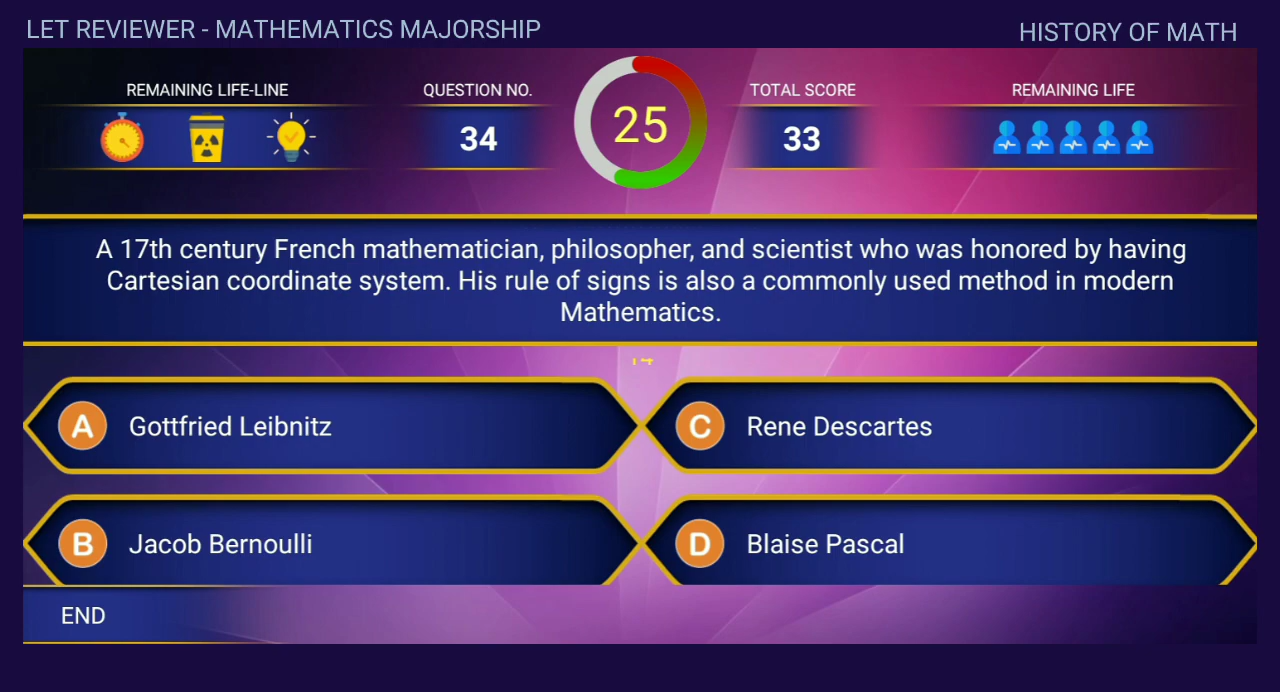 LET REVIEWER - MATHEMATICS MAJORSHIP
HISTORY OF MATH
REMAINING LIFE-LINE
QUESTION NO.
TOTAL SCORE
REMAINING LIFE
34
25
33
A 17th century French mathematician, philosopher, and scientist who was honored by having
Cartesian coordinate system. His rule of signs is also a commonly used method in modern
Mathematics.
A Gottfried Leibnitz
C Rene Descartes
B Jacob Bernoulli
D Blaise Pascal
END